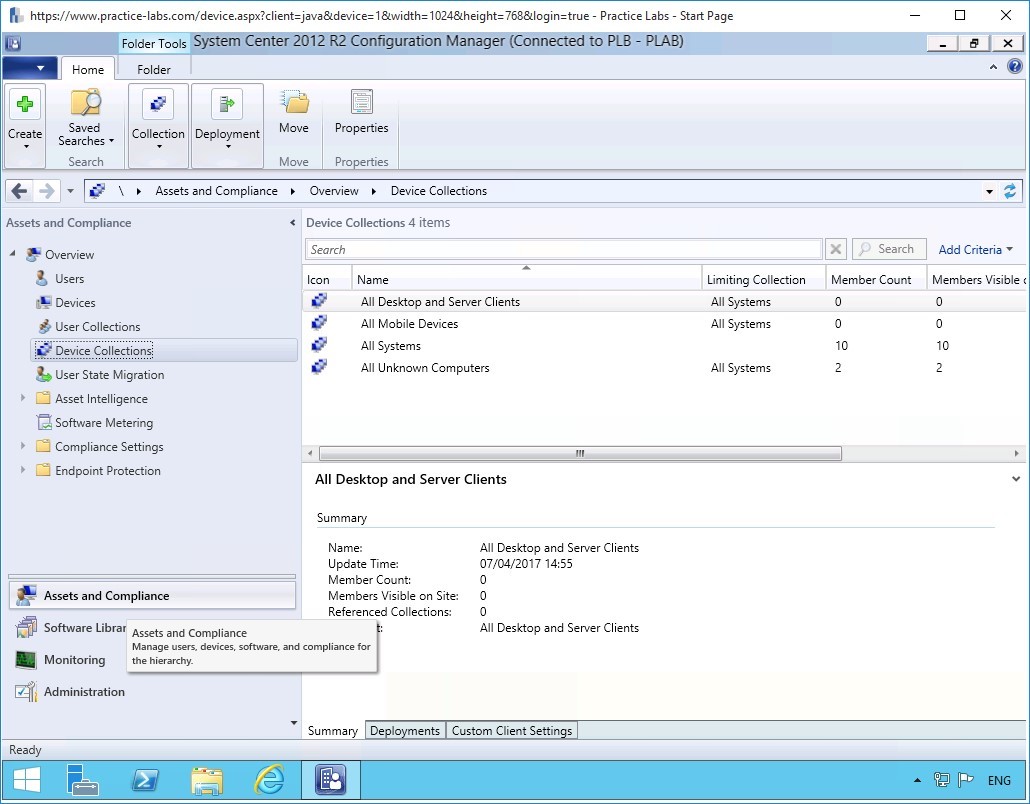 https://www.practice-labs.com/device.aspx?client=java&device=1&width=1024&height=768&login=true - Practice Labs - Start Page
Folder Tools System Center 2012 R2 Configuration Manager (Connected to PLB - PLAB)
Home Folder
Create Saved Searches Collection Deployment Move Properties
Search Move Properties
\ Assets and Compliance Overview Device Collections
Assets and Compliance
Overview
Users
Devices
User Collections
Device Collections
User State Migration
Asset Intelligence
Software Metering
Compliance Settings
Endpoint Protection
Device Collections 4 items
Search Search Add Criteria
Icon Name Limiting Collection Member Count Members Visible
All Desktop and Server Clients All Systems 0 0
All Mobile Devices All Systems 0 0
All Systems 10 10
All Unknown Computers All Systems 2 2
All Desktop and Server Clients
Summary
Name: All Desktop and Server Clients
Update Time: 07/04/2017 14:55
Member Count: 0
Members Visible on Site: 0
Referenced Collections: 0
All Desktop and Server Clients
Assets and Compliance
Software Librar
Monitoring
Administration
Assets and Compliance
Manage users, devices, software, and compliance for
the hierarchy.
Summary Deployments Custom Client Settings
Ready
ENG